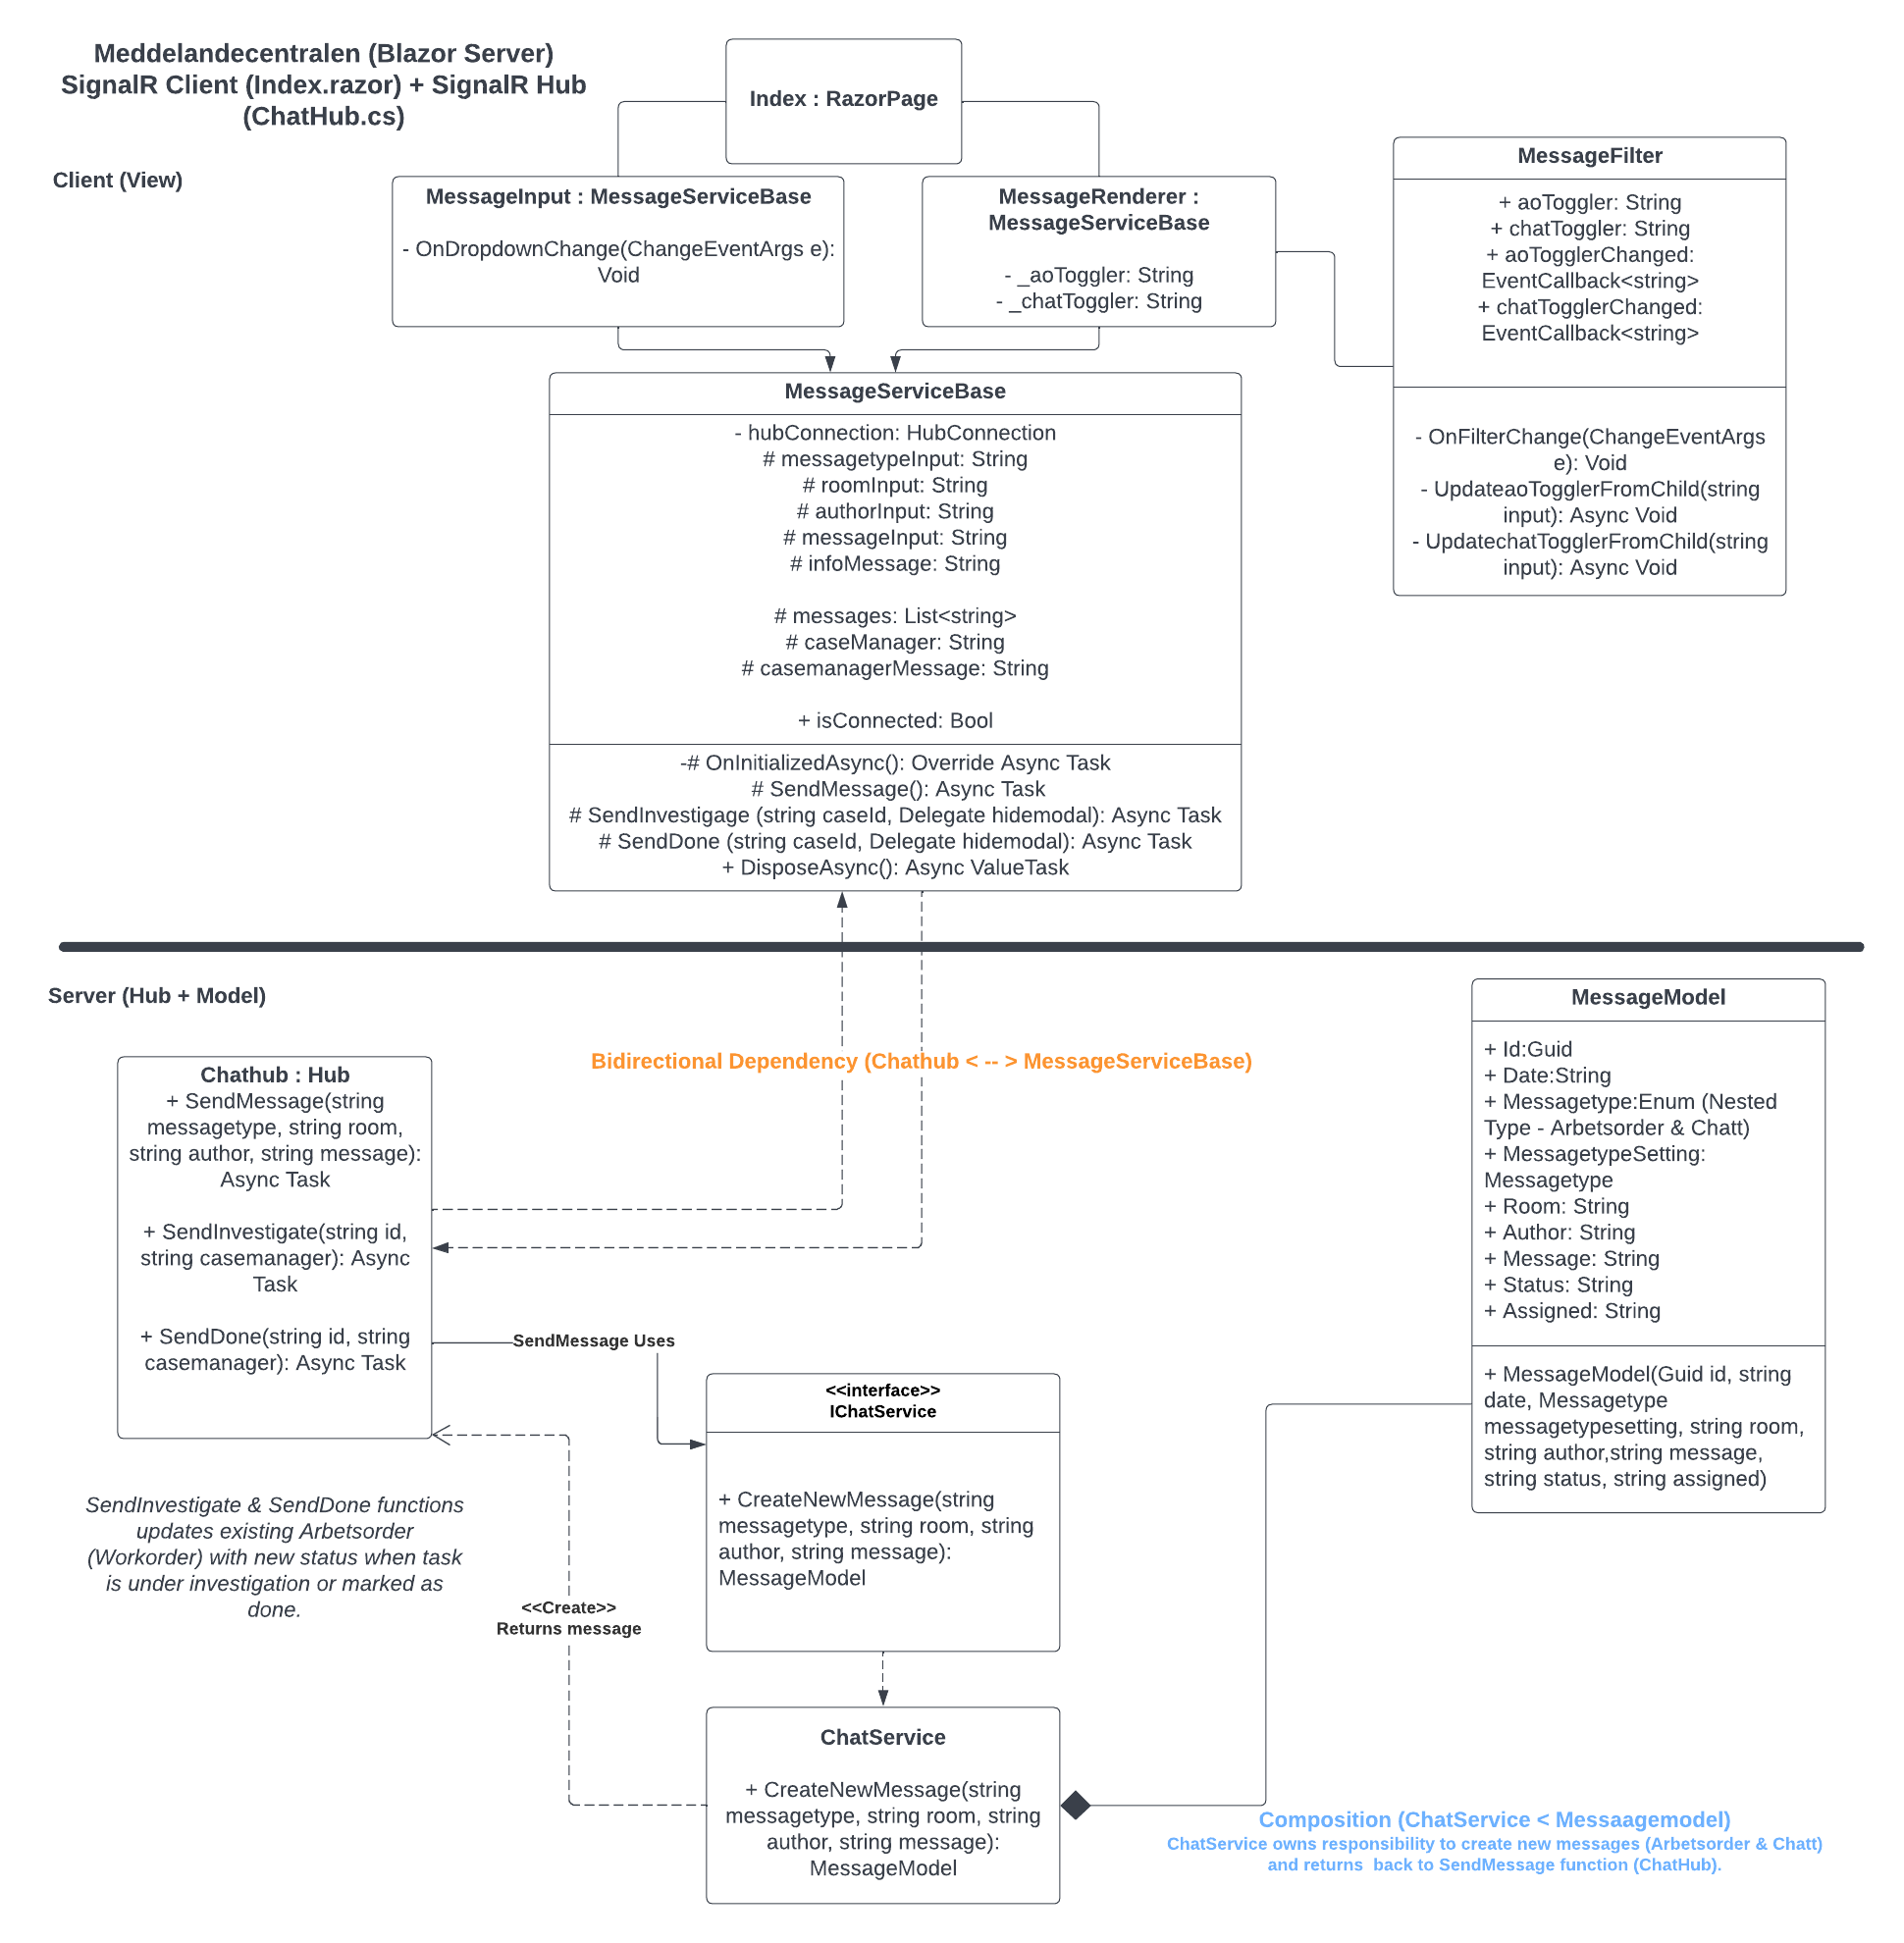 Meddelandecentralen (Blazor Server)
SignalR Client (Index.razor) + SignalR Hub
(ChatHub.cs)
Index : RazorPage
Client (View)
MessageInput : MessageServiceBase
- OnDropdownChange(ChangeEventArgs e):
Void
MessageRenderer :
MessageServiceBase
- _aoToggler: String
- _chatToggler: String
MessageFilter
+ aoToggler: String
+ chatToggler: String
+ aoTogglerChanged:
EventCallback<string>
+ chatTogglerChanged:
EventCallback<string>
- OnFilterChange(ChangeEventArgs
e): Void
- UpdateaoTogglerFromChild(string
input): Async Void
- UpdatechatTogglerFromChild(string
input): Async Void
MessageServiceBase
- hubConnection: HubConnection
# messagetypeInput: String
# roomInput: String
# authorInput: String
# messageInput: String
# infoMessage: String
# messages: List<string>
# caseManager: String
# casemanagerMessage: String
+ isConnected: Bool
-# OnInitializedAsync(): Override Async Task
# SendMessage(): Async Task
# SendInvestigage (string caseId, Delegate hidemodal): Async Task
# SendDone (string caseId, Delegate hidemodal): Async Task
+ DisposeAsync(): Async ValueTask
Server (Hub + Model)
Bidirectional Dependency (Chathub < -- > MessageServiceBase)
Chathub : Hub
+ SendMessage(string
messagetype, string room,
string author, string message):
Async Task
+ SendInvestigate(string id,
string casemanager): Async
Task
+ SendDone(string id, string
casemanager): Async Task
SendMessage Uses
SendInvestigate & SendDone functions
updates existing Arbetsorder
(Workorder) with new status when task
is under investigation or marked as
done.
<<Create>>
Returns message
<<interface>>
IChatService
+ CreateNewMessage(string
messagetype, string room, string
author, string message):
MessageModel
ChatService
+ CreateNewMessage(string
messagetype, string room, string
author, string message):
MessageModel
MessageModel
+ Id:Guid
+ Date:String
+ Messagetype:Enum (Nested
Type - Arbetsorder & Chatt)
+ MessagetypeSetting:
Messagetype
+ Room: String
+ Author: String
+ Message: String
+ Status: String
+ Assigned: String
+ MessageModel(Guid id, string
date, Messagetype
messagetypesetting, string room,
string author,string message,
string status, string assigned)
Composition (ChatService < Messaagemodel)
ChatService owns responsibility to create new messages (Arbetsorder & Chatt)
and returns  back to SendMessage function (ChatHub).